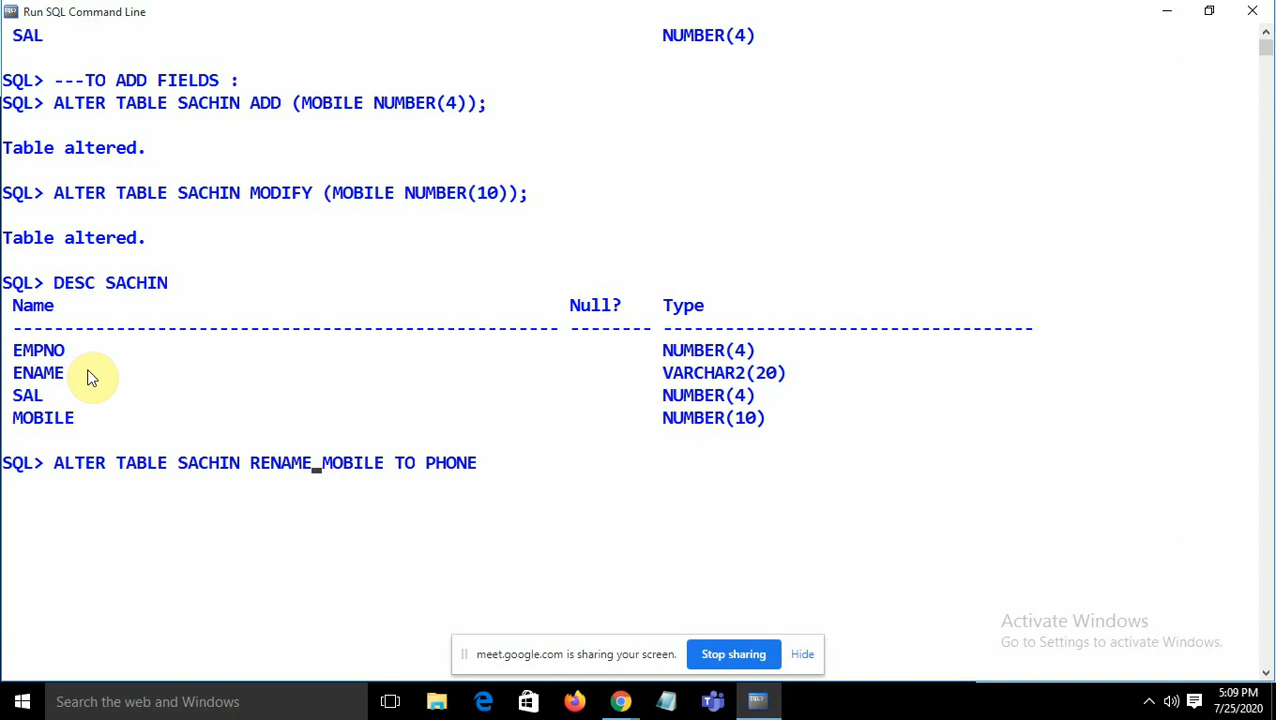 Run SQL Command Line
SAL NUMBER(4)
SQL> ---TO ADD FIELDS :
SQL> ALTER TABLE SACHIN ADD (MOBILE NUMBER(4));
Table altered.
SQL> ALTER TABLE SACHIN MODIFY (MOBILE NUMBER(10));
Table altered.
SQL> DESC SACHIN
Name Null? Type
----------------------------------------------------- -------- ------------------------------------
EMPNO NUMBER(4)
ENAME VARCHAR2(20)
SAL NUMBER(4)
MOBILE NUMBER(10)
SQL> ALTER TABLE SACHIN RENAME_MOBILE TO PHONE
Activate Windows
Go to Settings to activate Windows.
meet.google.com is sharing your screen. Stop sharing Hide
Search the web and Windows
5:09 PM
7/25/2020